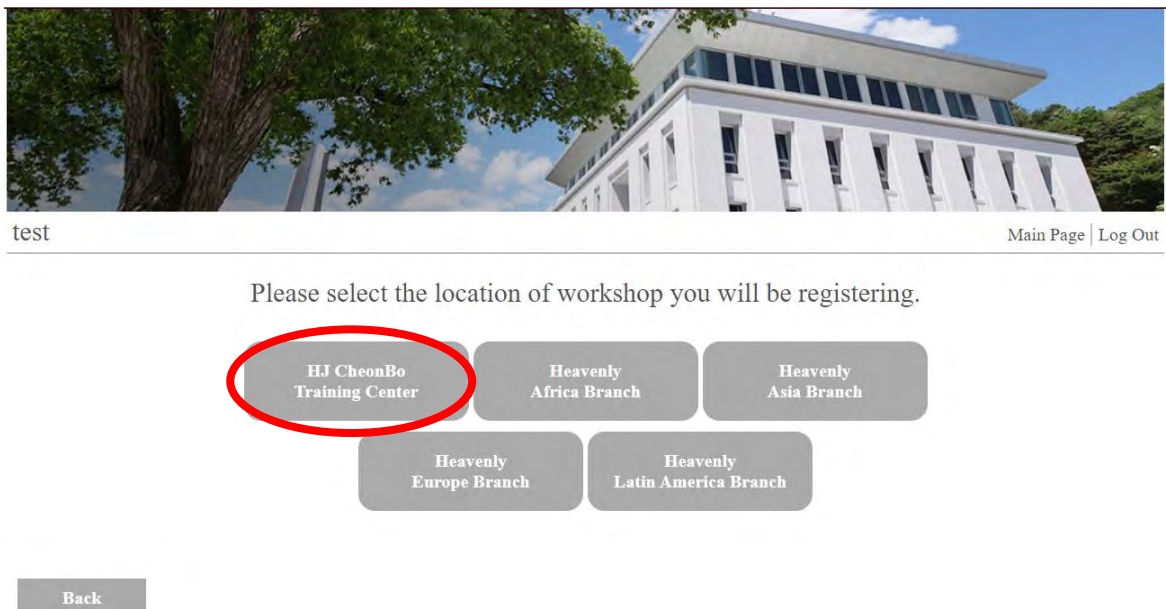 test
Main Page | Log Out
Please select the location of workshop you will be registering.
HJ CheonBo
Training Center
Heavenly
Africa Branch
Heavenly
Asia Branch
Heavenly
Europe Branch
Heavenly
Latin America Branch
Back